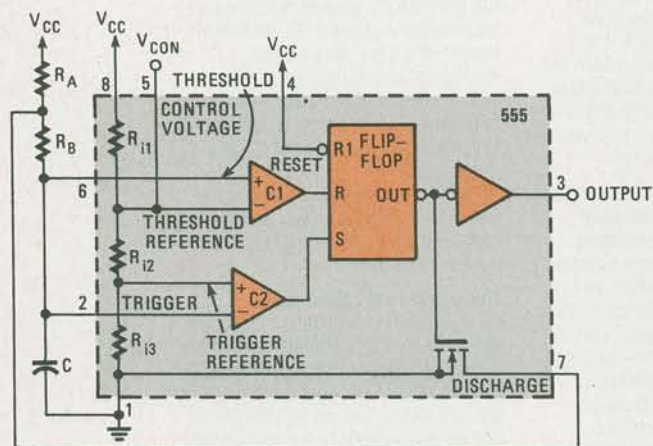 VCC
VCC
VCON
VCC
RA
8
5
THRESHOLD
4
CONTROL
VOLTAGE
555
RB
Ri1
R1
FLIP-
FLOP
RESET
6
+
C1
−
R
OUT
3
OUTPUT
THRESHOLD
REFERENCE
S
Ri2
+
C2
−
2
TRIGGER
TRIGGER
REFERENCE
7
C
Ri3
DISCHARGE
1